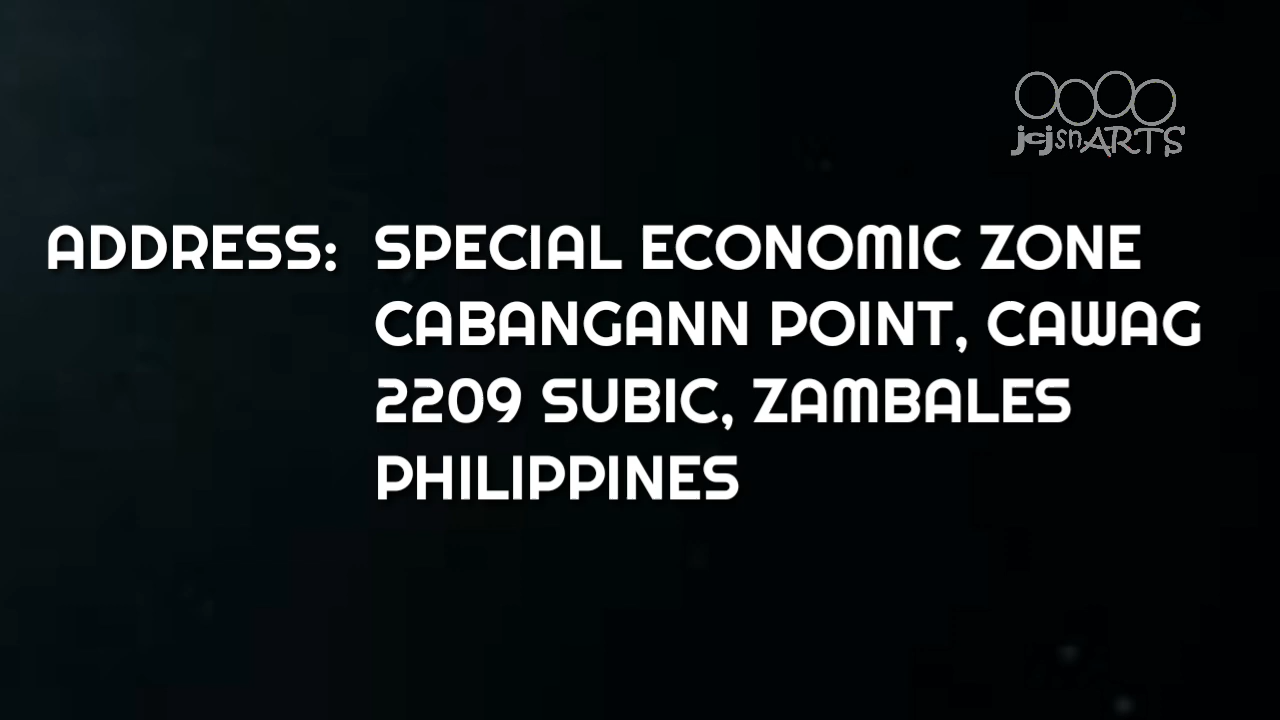 jcjsnARTS
ADDRESS: SPECIAL ECONOMIC ZONE
CABANGANN POINT, CAWAG
2209 SUBIC, ZAMBALES
PHILIPPINES